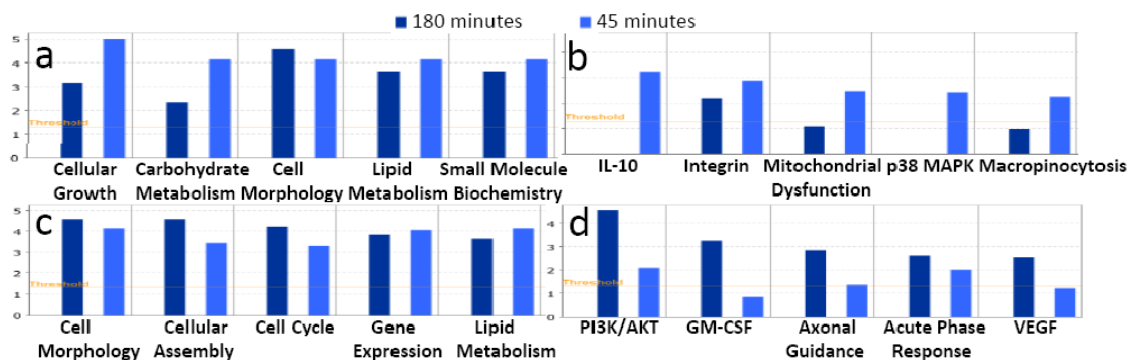 180 minutes 45 minutes
a
5
4
3
2
Threshold
1
0
Cellular Growth
Carbohydrate Metabolism
Cell Morphology
Lipid Metabolism
Small Molecule Biochemistry
b
Threshold
IL-10
Integrin
Mitochondrial Dysfunction
p38 MAPK
Macropinocytosis
c
5
4
3
2
Threshold
1
0
Cell Morphology
Cellular Assembly
Cell Cycle
Gene Expression
Lipid Metabolism
d
4
3
2
Threshold
1
0
PI3K/AKT
GM-CSF
Axonal Guidance
Acute Phase Response
VEGF